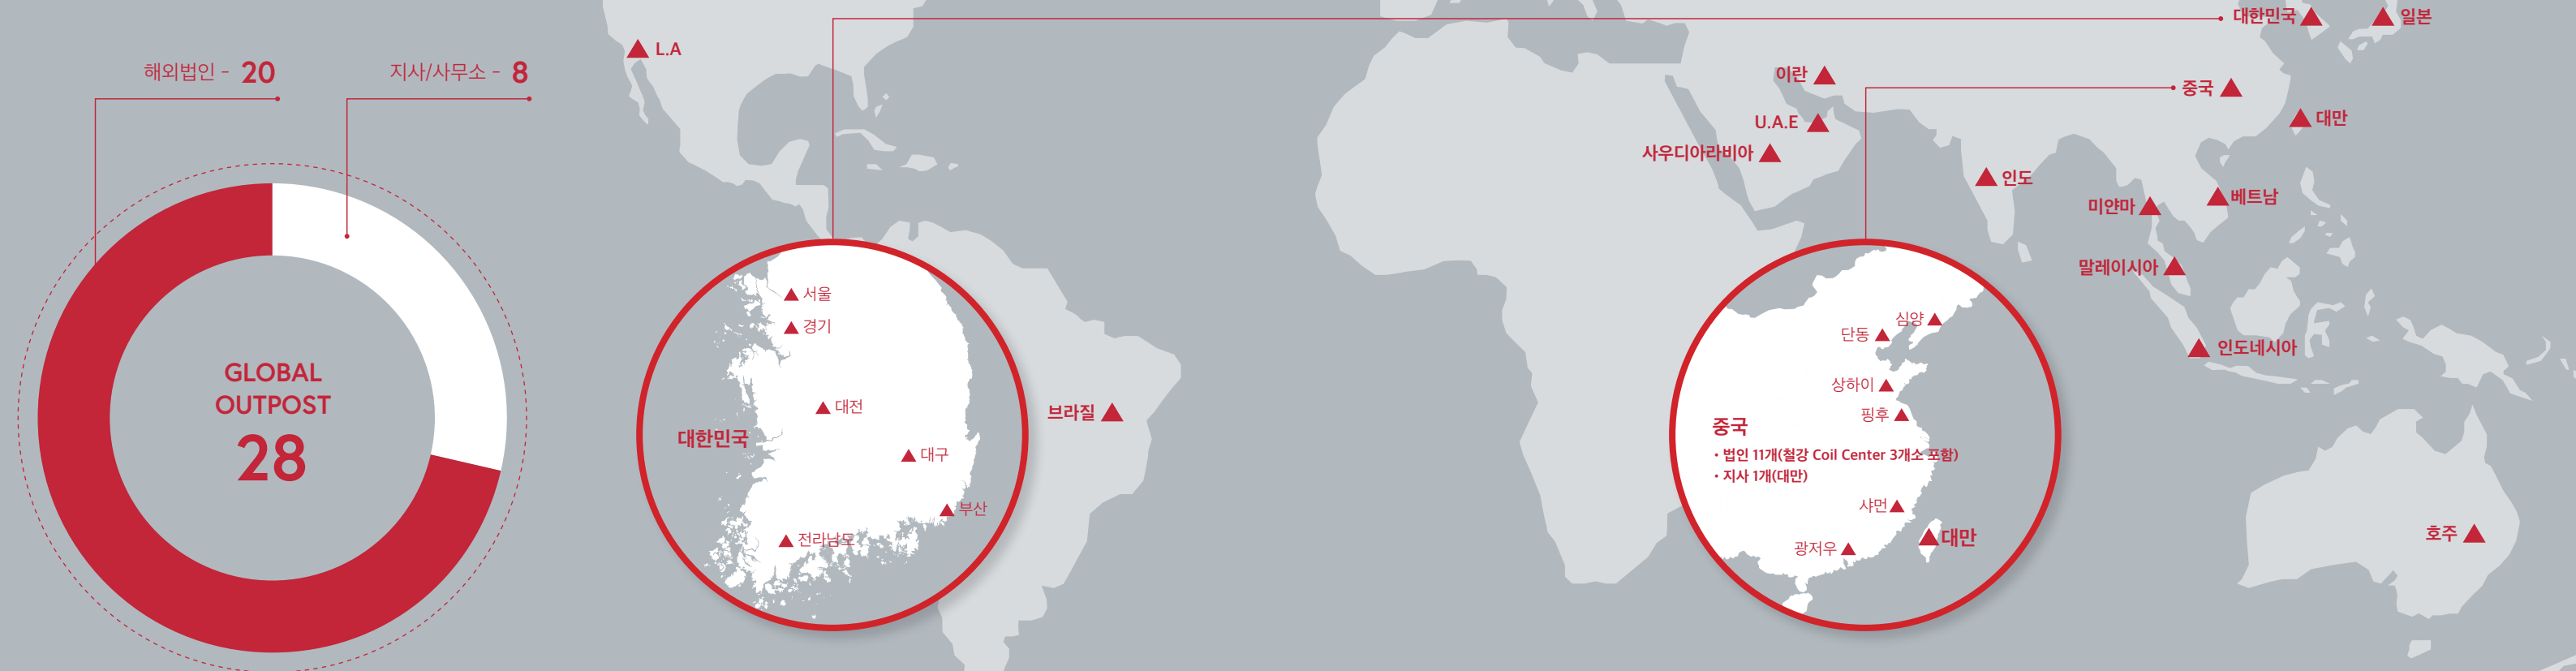 해외법인 - 20
지사/사무소 - 8
GLOBAL
OUTPOST
28
L.A
브라질
대한민국
일본
이란
중국
U.A.E
대만
사우디아라비아
인도
미얀마
베트남
말레이시아
인도네시아
호주
서울
경기
대전
대한민국
대구
부산
전라남도
심양
단동
상하이
핑후
중국
· 법인 11개(철강 Coil Center 3개소 포함)
· 지사 1개(대만)
샤먼
대만
광저우